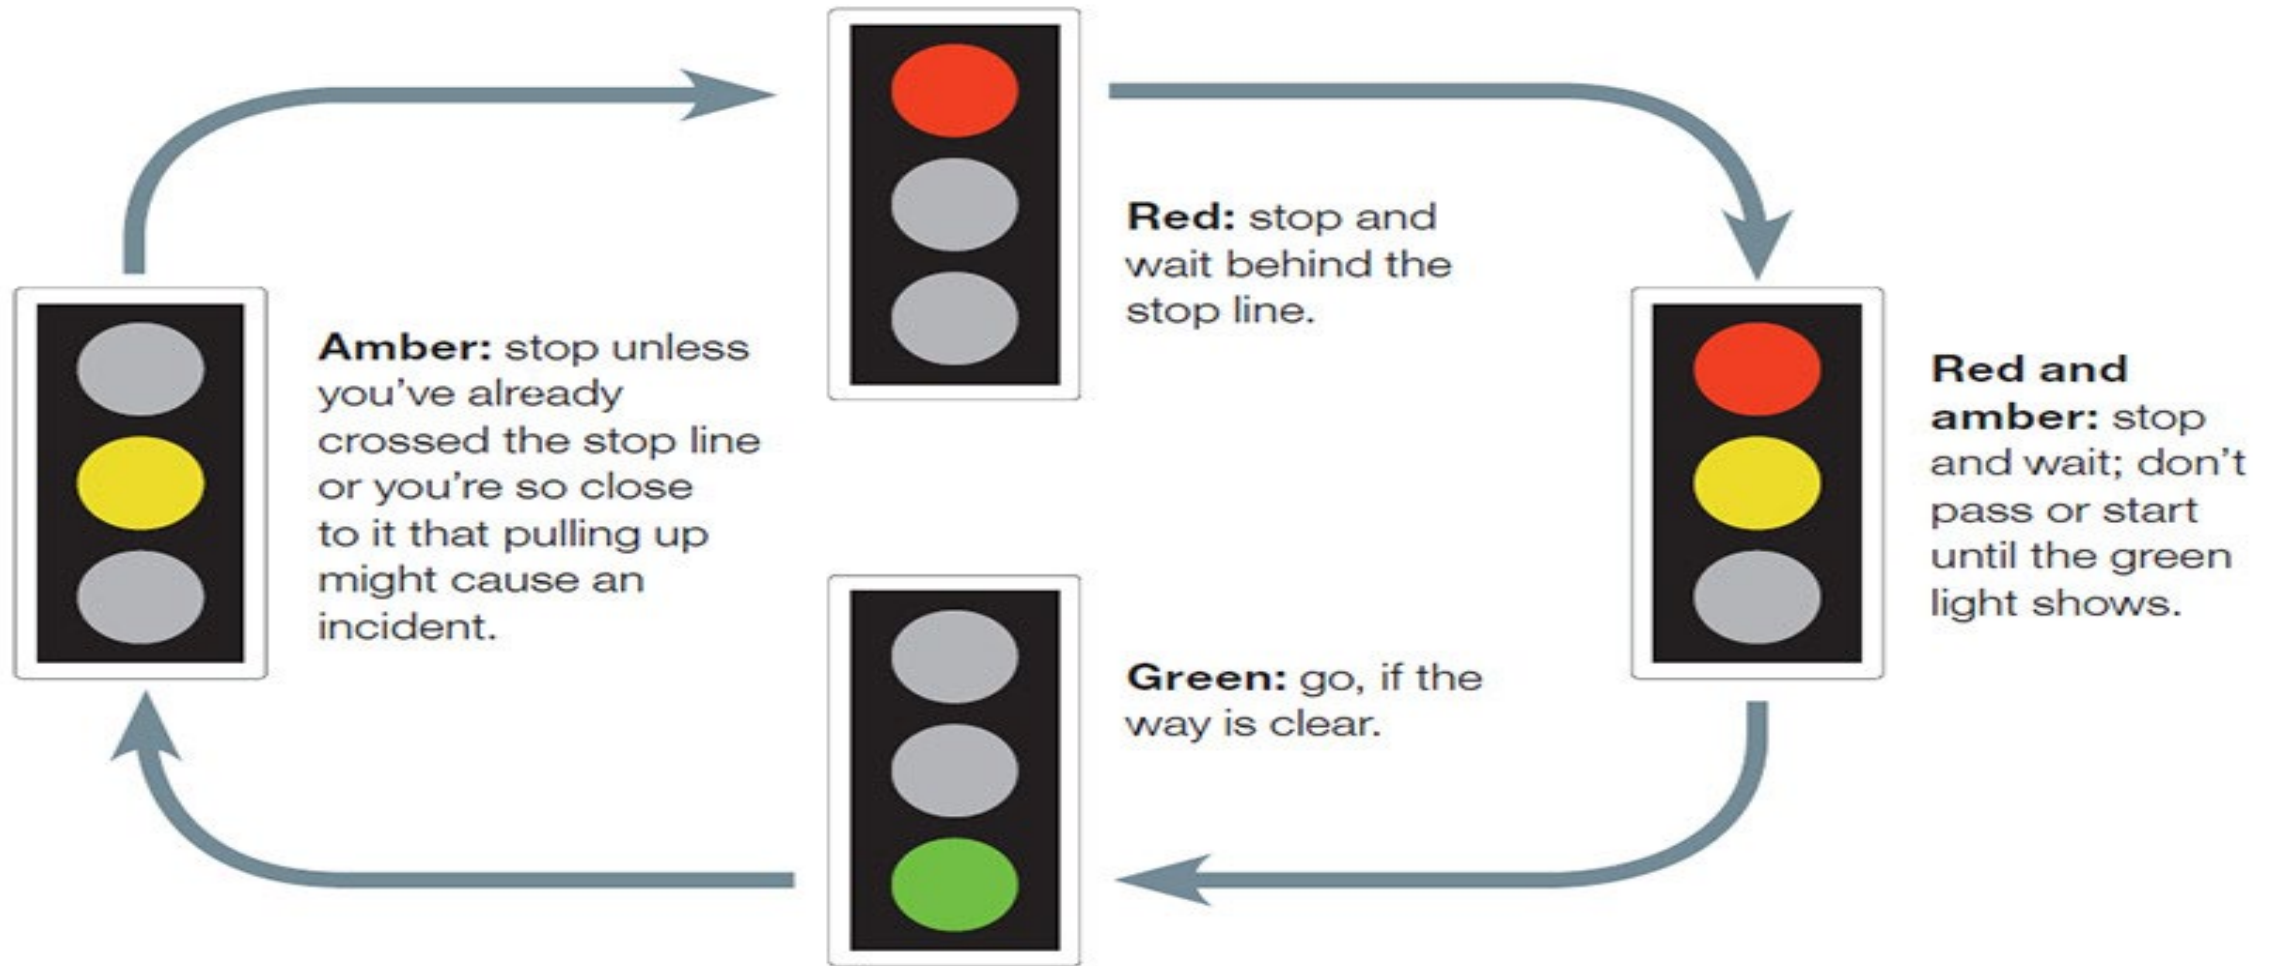 Red: stop and
wait behind the
stop line.
Amber: stop unless
you've already
crossed the stop line
or you're so close
to it that pulling up
might cause an
incident.
Red and
amber: stop
and wait; don't
pass or start
until the green
light shows.
Green: go, if the
way is clear.